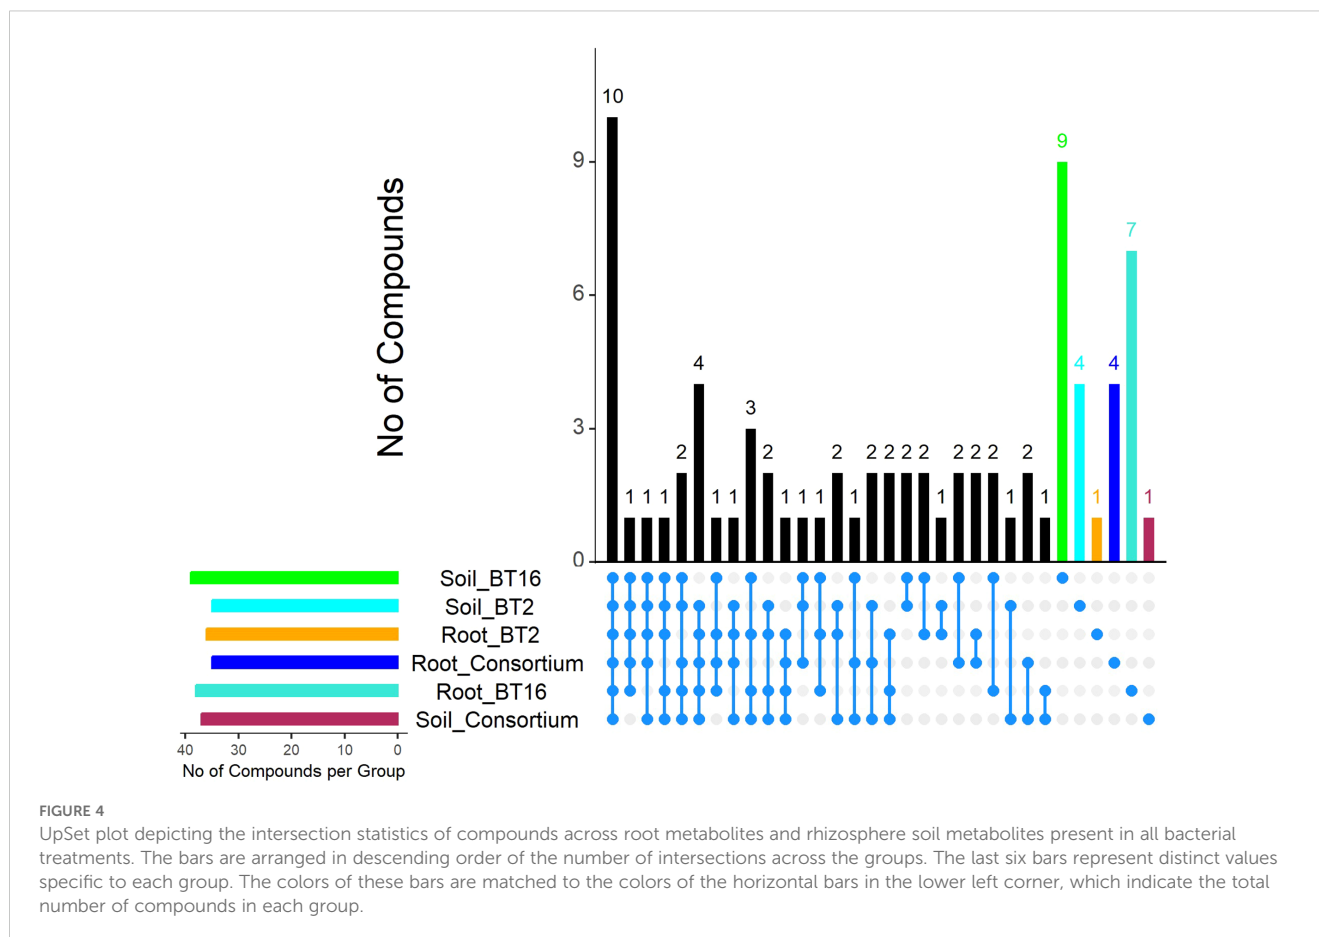 No of Compounds
9
6
3
0
10
1
1
1
2
4
1
1
3
2
1
1
1
2
1
2
2
2
2
1
2
2
2
1
2
1
9
4
1
4
7
1
Soil_BT16
Soil_BT2
Root_BT2
Root_Consortium
Root_BT16
Soil_Consortium
40 30 20 10 0
No of Compounds per Group
FIGURE 4
UpSet plot depicting the intersection statistics of compounds across root metabolites and rhizosphere soil metabolites present in all bacterial
treatments. The bars are arranged in descending order of the number of intersections across the groups. The last six bars represent distinct values
specific to each group. The colors of these bars are matched to the colors of the horizontal bars in the lower left corner, which indicate the total
number of compounds in each group.